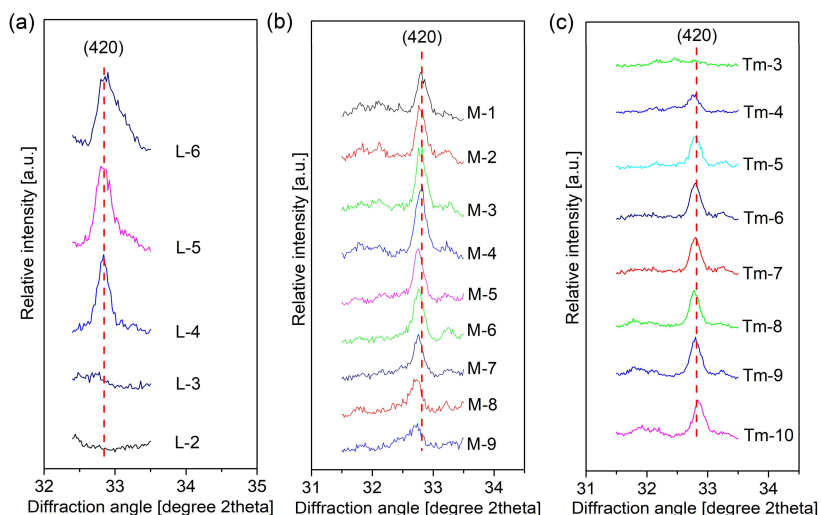 (a)
(420)
Relative intensity [a.u.]
L-6
L-5
L-4
L-3
L-2
32 33 34 35
Diffraction angle [degree 2theta]
(b)
(420)
Relative intensity [a.u.]
M-1
M-2
M-3
M-4
M-5
M-6
M-7
M-8
M-9
31 32 33 34
Diffraction angle [degree 2theta]
(c)
(420)
Relative intensity [a.u.]
Tm-3
Tm-4
Tm-5
Tm-6
Tm-7
Tm-8
Tm-9
Tm-10
31 32 33 34
Diffraction angle [degree 2theta]